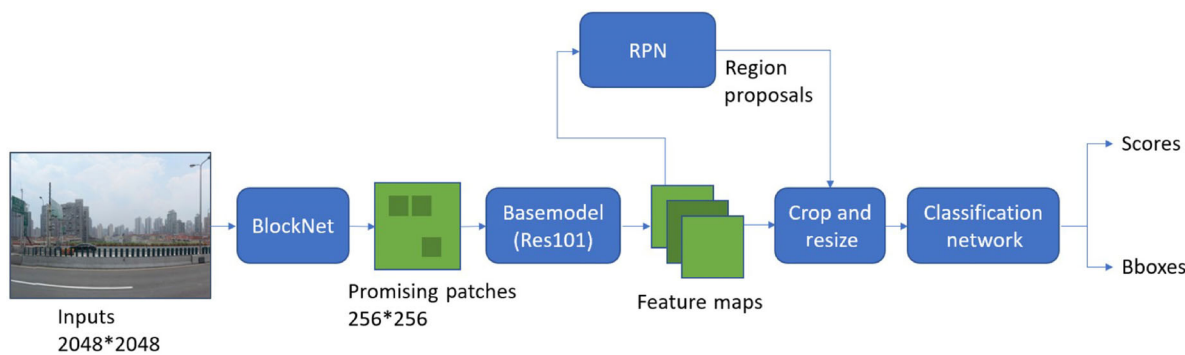 RPN
Region
proposals
BlockNet
Basemodel
(Res101)
Crop and
resize
Classification
network
Scores
Bboxes
Promising patches
256*256
Feature maps
Inputs
2048*2048